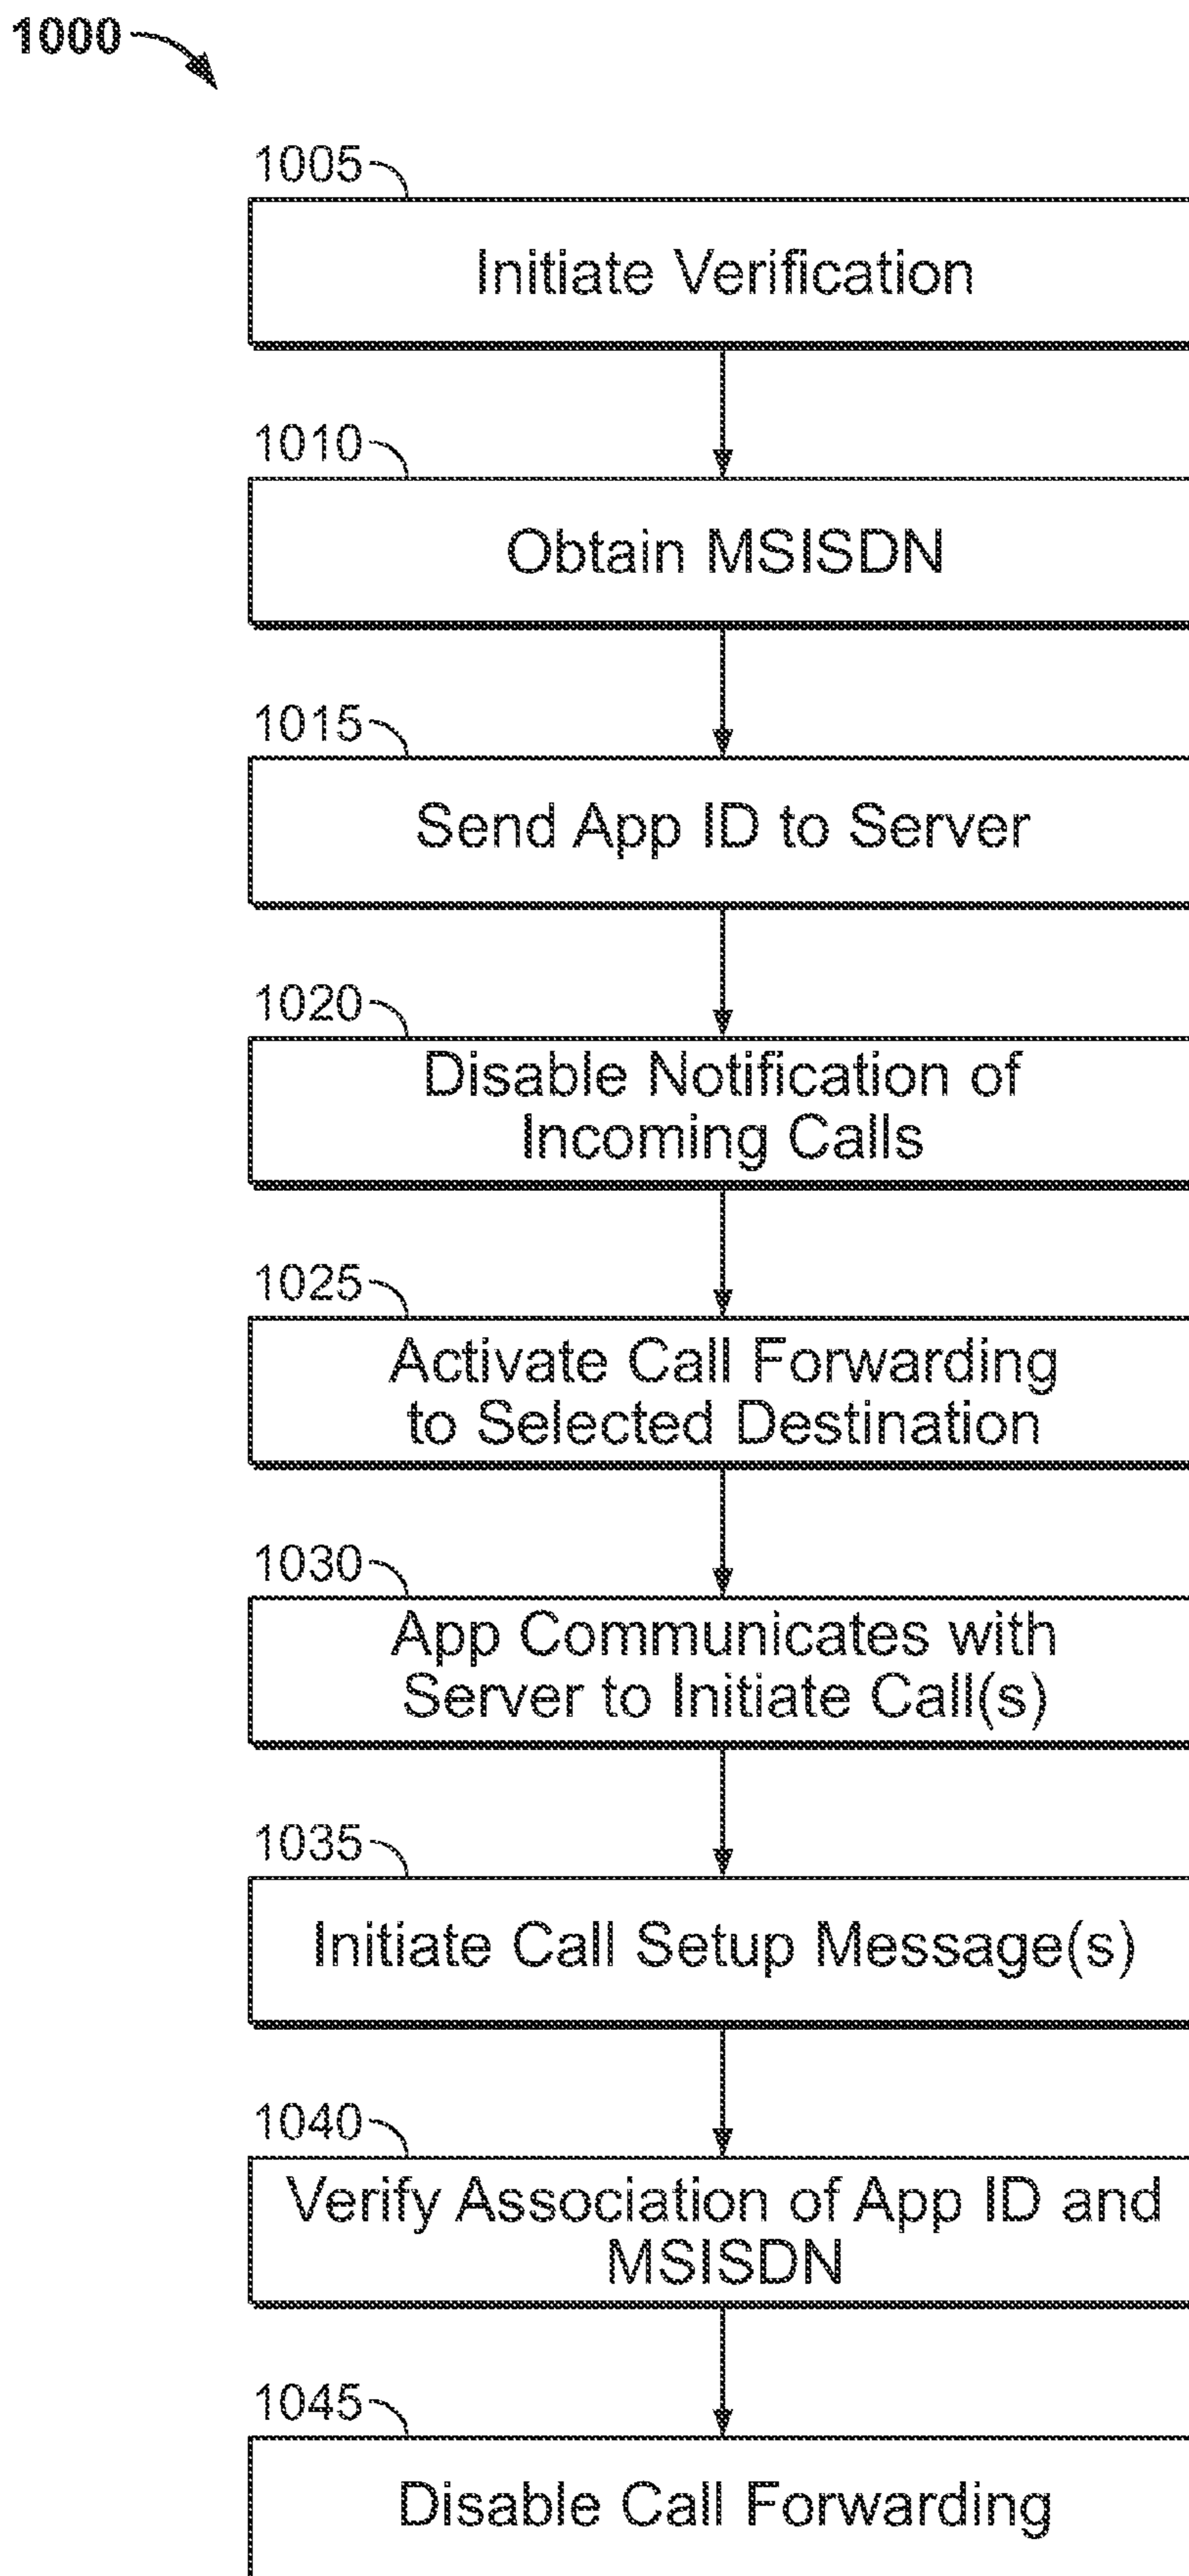 1000
1005
Initiate Verification
1010
Obtain MSISDN
1015
Send App ID to Server
1020
Disable Notification of
Incoming Calls
1025
Activate Call Forwarding
to Selected Destination
1030
App Communicates with
Server to Initiate Call(s)
1035
Initiate Call Setup Message(s)
1040
Verify Association of App ID and
MSISDN
1045
Disable Call Forwarding